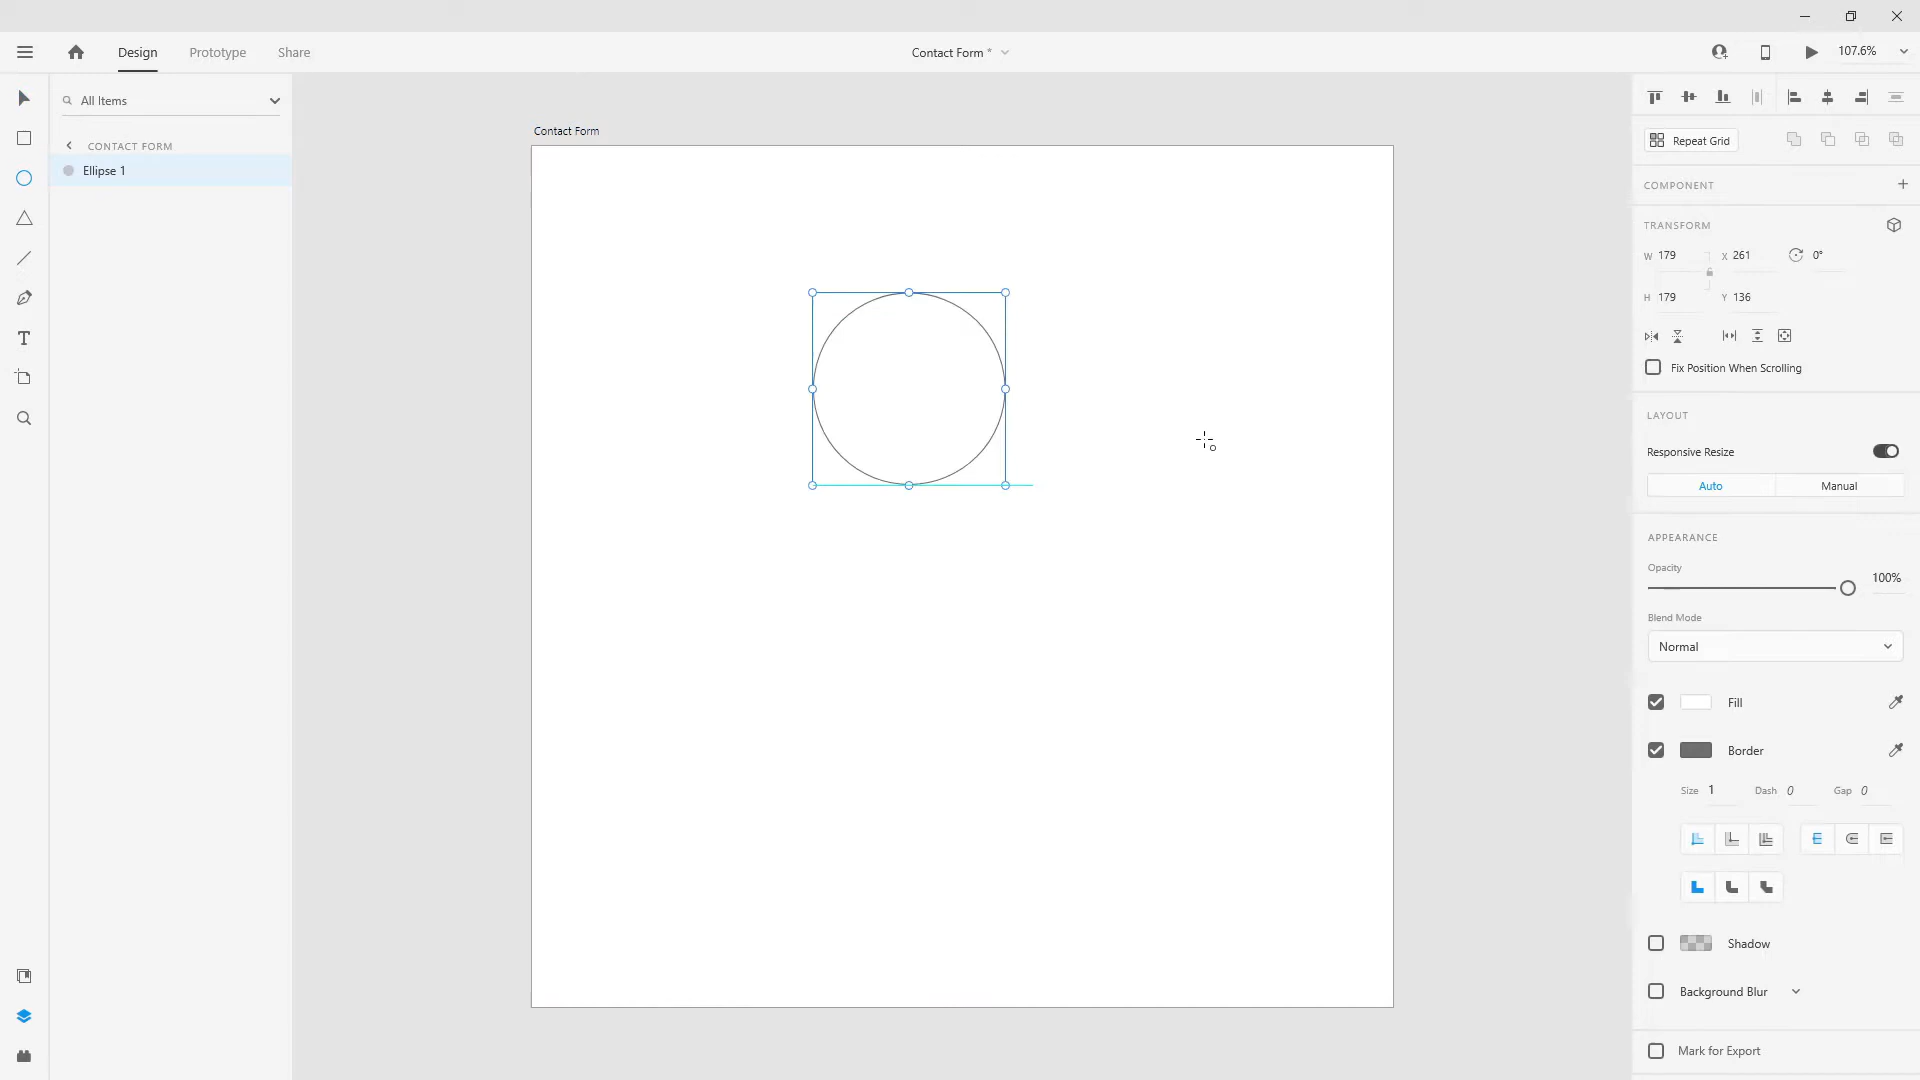 Design
Prototype
Share
Contact Form *
107.6%
All Items
CONTACT FORM
Ellipse 1
Contact Form
Repeat Grid
COMPONENT
TRANSFORM
W 179
X 261
0°
H 179
Y 136
Fix Position When Scrolling
LAYOUT
Responsive Resize
Auto
Manual
APPEARANCE
Opacity
100%
Blend Mode
Normal
Fill
Border
Size 1
Dash 0
Gap 0
Shadow
Background Blur
Mark for Export